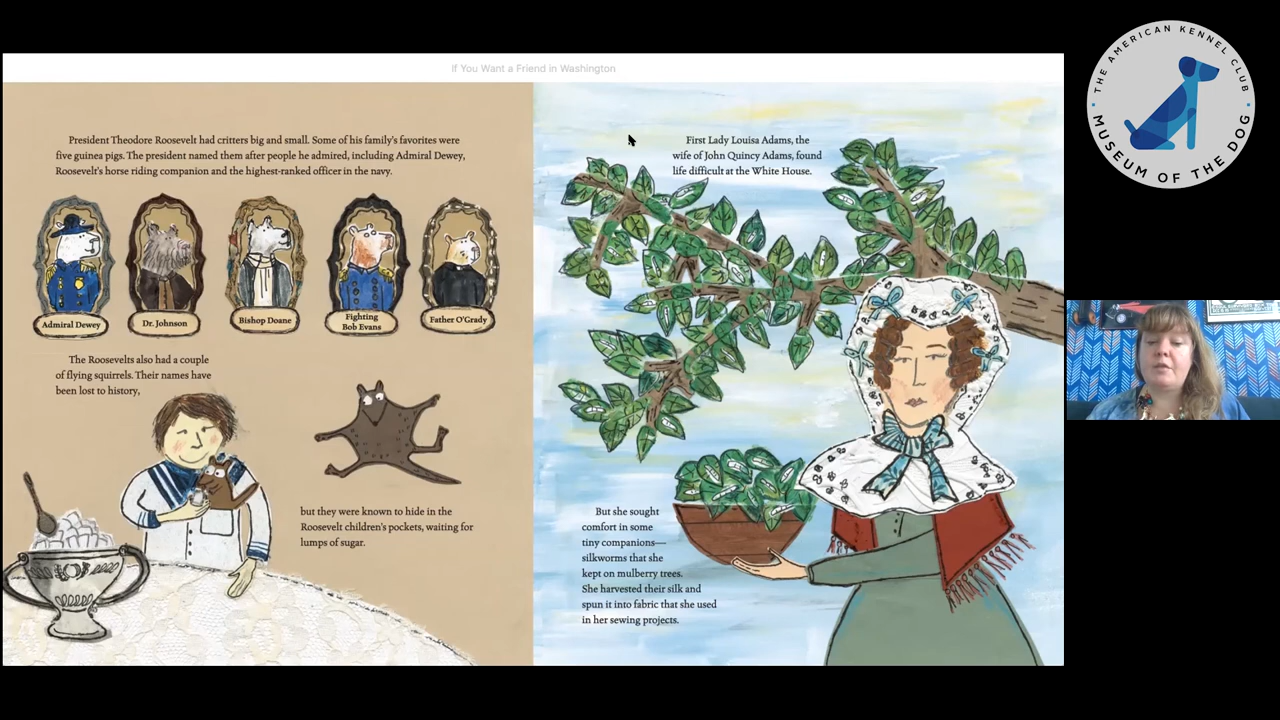 If You Want a Friend in Washington
President Theodore Roosevelt had critters big and small. Some of his family's favorites were
five guinea pigs. The president named them after people he admired, including Admiral Dewey,
Roosevelt's horse riding companion and the highest-ranked officer in the navy.
Admiral Dewey
Dr. Johnson
Bishop Doane
Fighting
Bob Evans
Father O'Grady
The Roosevelts also had a couple
of flying squirrels. Their names have
been lost to history,
but they were known to hide in the
Roosevelt children's pockets, waiting for
lumps of sugar.
First Lady Louisa Adams, the
wife of John Quincy Adams, found
life difficult at the White House.
But she sought
comfort in some
tiny companions—
silkworms that she
kept on mulberry trees.
She harvested their silk and
spun it into fabric that she used
in her sewing projects.
THE AMERICAN KENNEL CLUB
MUSEUM OF THE DOG